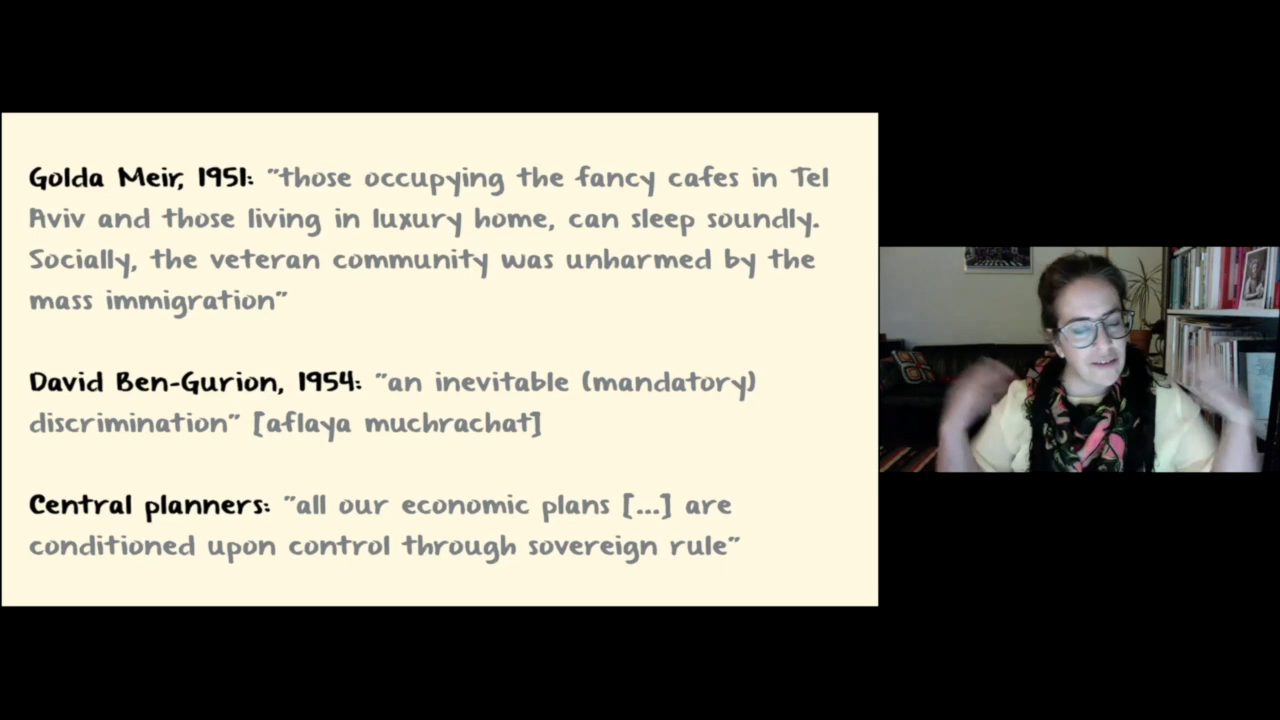 Golda Meir, 1951: "those occupying the fancy cafes in Tel
Aviv and those living in luxury home, can sleep soundly.
Socially, the veteran community was unharmed by the
mass immigration"
David Ben-Gurion, 1954: "an inevitable (mandatory)
discrimination" [aflaya muchrachat]
Central planners: "all our economic plans [...] are
conditioned upon control through sovereign rule"